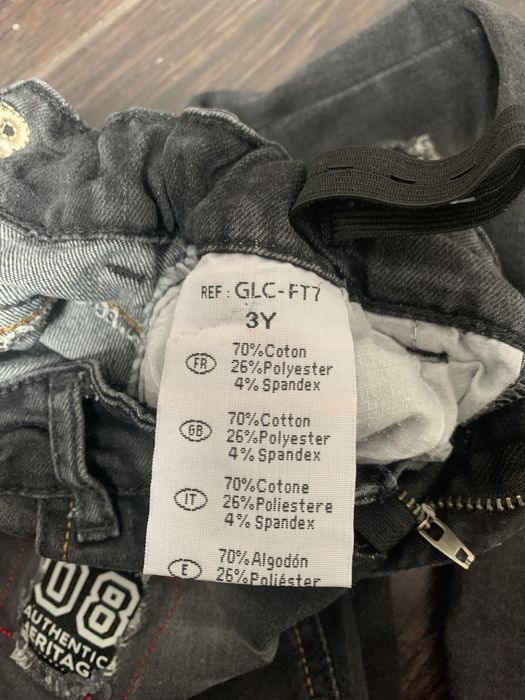 REF : GLC-FT7
3Y
FR 70%Coton
26%Polyester
4% Spandex
GB 70%Cotton
26%Polyester
4% Spandex
IT 70%Cotone
26%Poliestere
4% Spandex
E 70%Algodón
26%Poliéster
08
AUTHENTIC
ERITAG